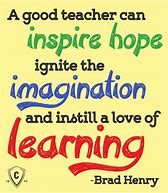 A good teacher can
inspire hope
ignite the
imagination
and instill a love of
learning
-Brad Henry
C